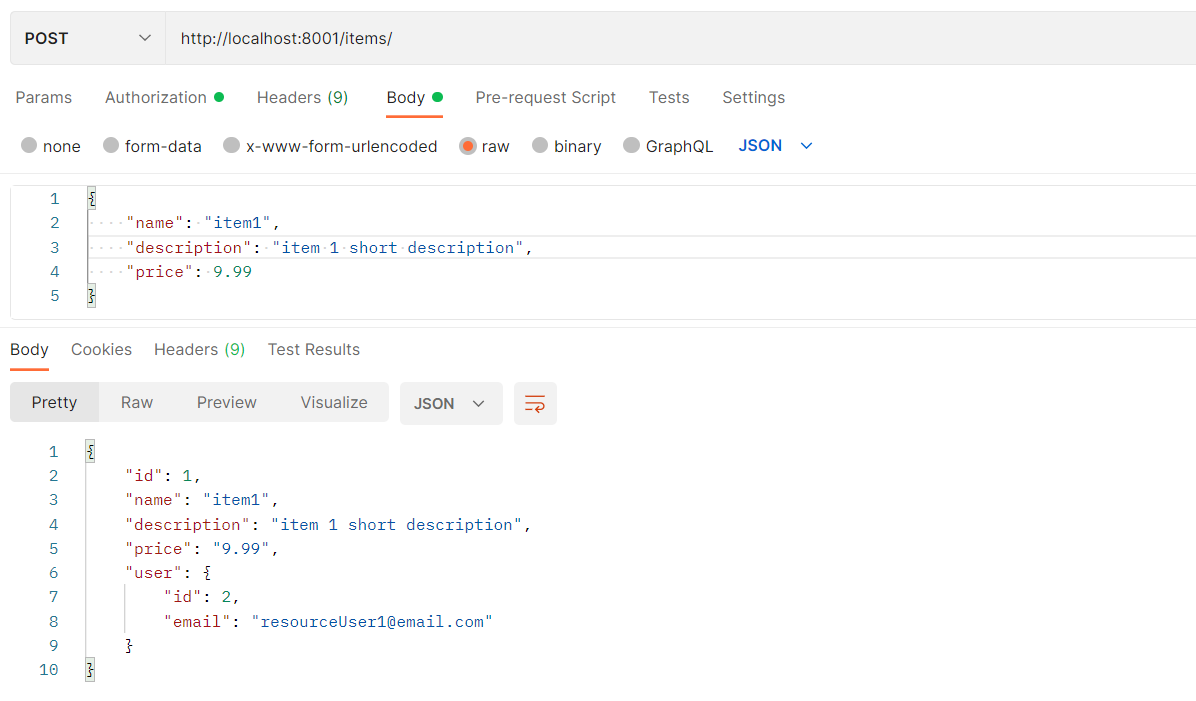 POST http://localhost:8001/items/
Params Authorization Headers (9) Body Pre-request Script Tests Settings
none form-data x-www-form-urlencoded raw binary GraphQL JSON
1 {
2 ····"name":·"item1",
3 ····"description":·"item·1·short·description",
4 ····"price":·9.99
5 }
Body Cookies Headers (9) Test Results
Pretty Raw Preview Visualize JSON
1 {
2     "id": 1,
3     "name": "item1",
4     "description": "item 1 short description",
5     "price": "9.99",
6     "user": {
7         "id": 2,
8         "email": "resourceUser1@email.com"
9     }
10 }